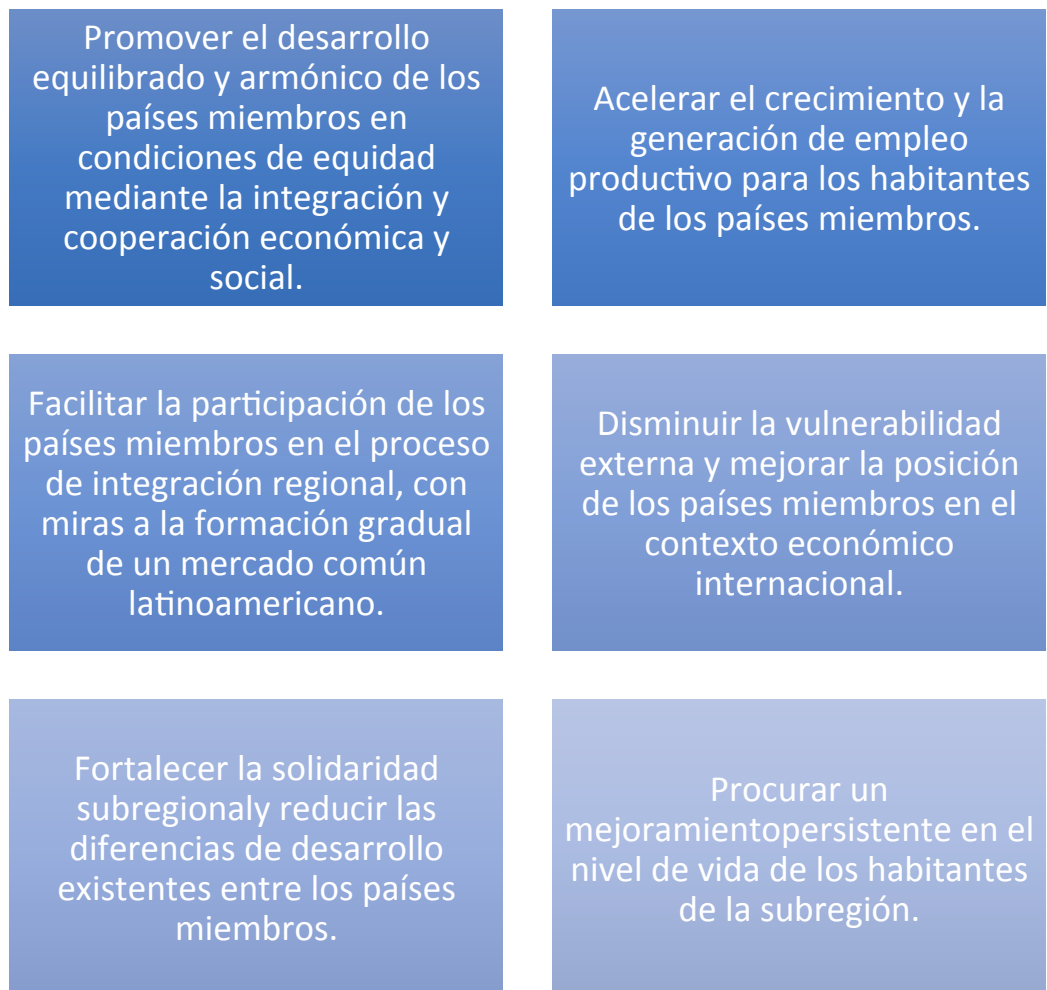 Promover el desarrollo
equilibrado y armónico de los
países miembros en
condiciones de equidad
mediante la integración y
cooperación económica y
social.
Acelerar el crecimiento y la
generación de empleo
productivo para los habitantes
de los países miembros.
Facilitar la participación de los
países miembros en el proceso
de integración regional, con
miras a la formación gradual
de un mercado común
latinoamericano.
Disminuir la vulnerabilidad
externa y mejorar la posición
de los países miembros en el
contexto económico
internacional.
Fortalecer la solidaridad
subregionaly reducir las
diferencias de desarrollo
existentes entre los países
miembros.
Procurar un
mejoramientopersistente en el
nivel de vida de los habitantes
de la subregión.